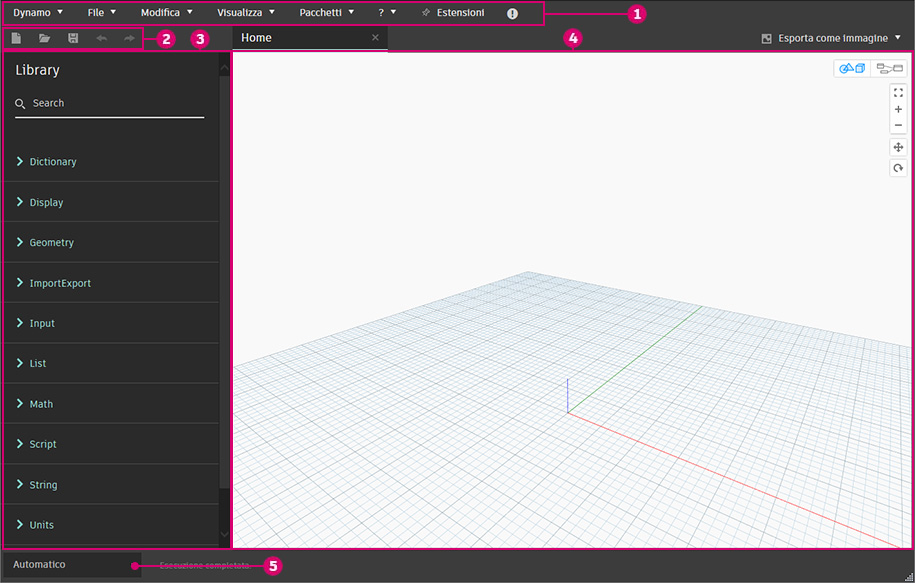 Dynamo File Modifica Visualizza Pacchetti ? Estensioni 1
2 3 Home 4 Esporta come immagine
Library
Search
Dictionary
Display
Geometry
ImportExport
Input
List
Math
Script
String
Units
Automatico Esecuzione completata. 5